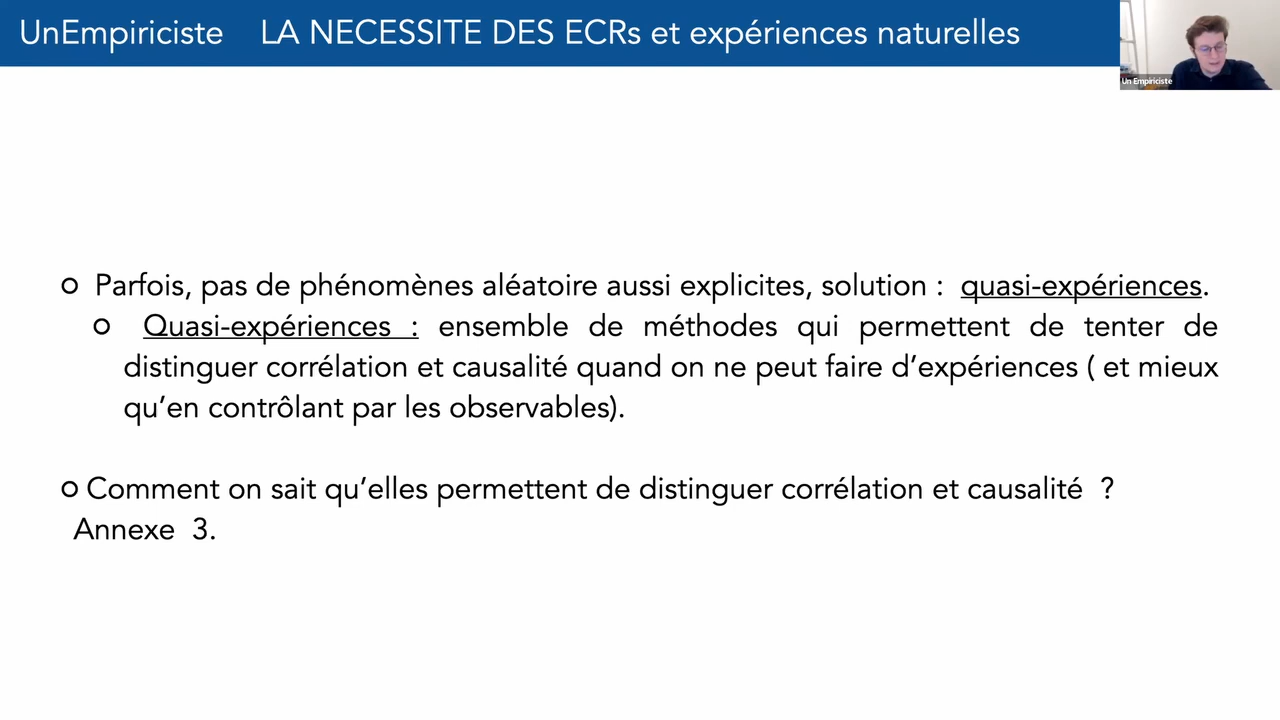 UnEmpiriciste LA NECESSITE DES ECRs et expériences naturelles
Un Empiriciste
Parfois, pas de phénomènes aléatoire aussi explicites, solution : quasi-expériences.
Quasi-expériences : ensemble de méthodes qui permettent de tenter de
distinguer corrélation et causalité quand on ne peut faire d’expériences ( et mieux
qu’en contrôlant par les observables).
Comment on sait qu’elles permettent de distinguer corrélation et causalité ?
Annexe 3.